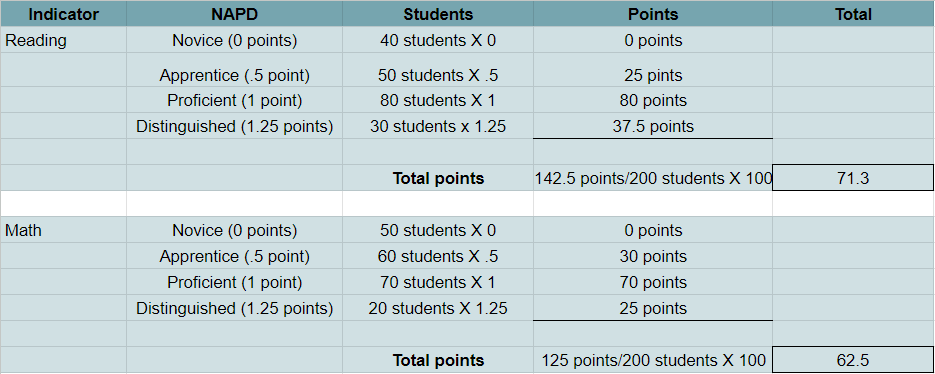 Indicator NAPD Students Points Total
Reading Novice (0 points) 40 students X 0 0 points
Apprentice (.5 point) 50 students X .5 25 pints
Proficient (1 point) 80 students X 1 80 points
Distinguished (1.25 points) 30 students x 1.25 37.5 points
Total points 142.5 points/200 students X 100 71.3
Math Novice (0 points) 50 students X 0 0 points
Apprentice (.5 point) 60 students X .5 30 points
Proficient (1 point) 70 students X 1 70 points
Distinguished (1.25 points) 20 students X 1.25 25 points
Total points 125 points/200 students X 100 62.5